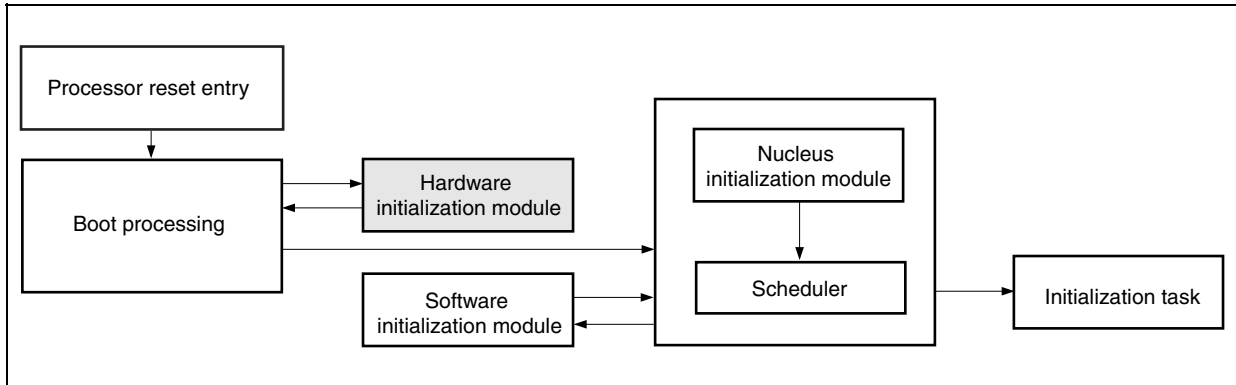 Processor reset entry
Boot processing
Hardware
initialization module
Software
initialization module
Nucleus
initialization module
Scheduler
Initialization task